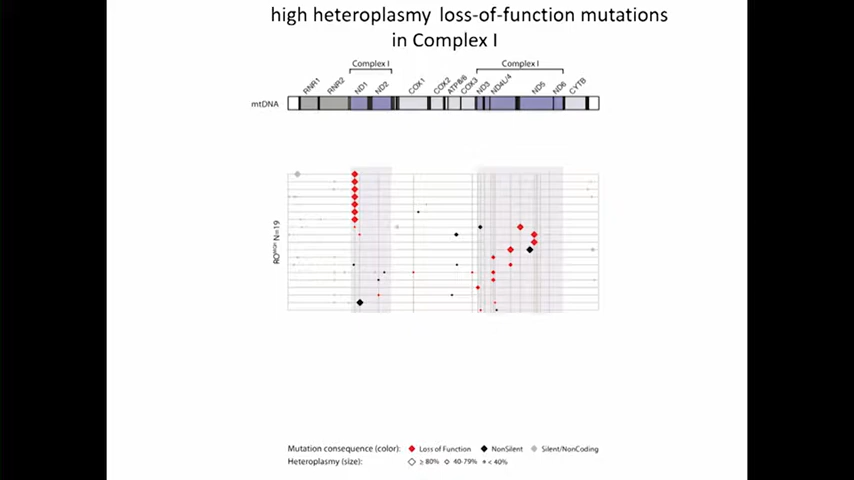 high heteroplasmy loss-of-function mutations
in Complex I
Complex I
Complex I
RNR1 RNR2 ND1 ND2 COX1 COX2 ATP8/6 COX3 ND3 ND4L/4 ND5 ND6 CYTB
mtDNA
N=19
Mutation consequence (color): Loss of Function NonSilent Silent/NonCoding
Heteroplasmy (size): ≥ 80% 40-79% < 40%